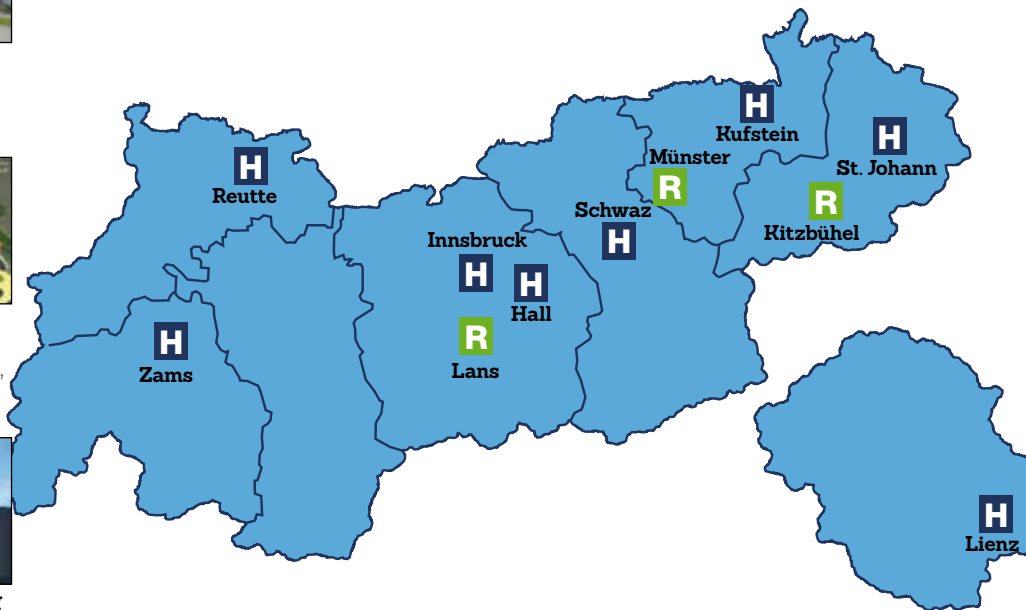 H
Kufstein
H
St. Johann
Münster
R
H
Reutte
R
Kitzbühel
Schwaz
H
Innsbruck
H
H
Hall
R
Lans
H
Zams
H
Lienz